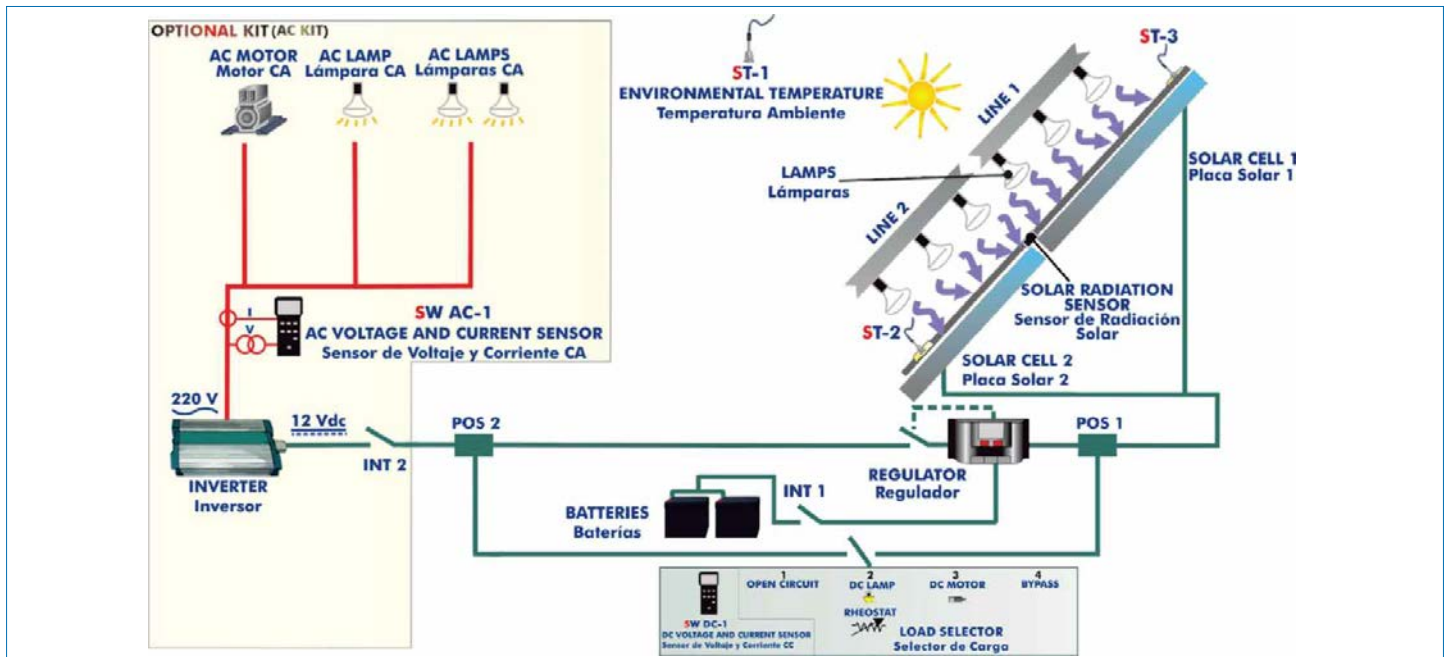 OPTIONAL KIT (AC KIT)
AC MOTOR
Motor CA
AC LAMP
Lámpara CA
AC LAMPS
Lámparas CA
ST-1
ENVIRONMENTAL TEMPERATURE
Temperatura Ambiente
ST-3
LINE 1
LAMPS
Lámparas
LINE 2
SOLAR CELL 1
Placa Solar 1
SOLAR RADIATION
SENSOR
Sensor de Radiación
Solar
ST-2
SOLAR CELL 2
Placa Solar 2
I
V
SW AC-1
AC VOLTAGE AND CURRENT SENSOR
Sensor de Voltaje y Corriente CA
220 V
12 Vdc
INT 2
POS 2
POS 1
INVERTER
Inversor
REGULATOR
Regulador
BATTERIES
Baterías
INT 1
SW DC-1
DC VOLTAGE AND CURRENT SENSOR
Sensor de Voltaje y Corriente CC
1
OPEN CIRCUIT
2
DC LAMP
RHEOSTAT
3
DC MOTOR
4
BYPASS
LOAD SELECTOR
Selector de Carga